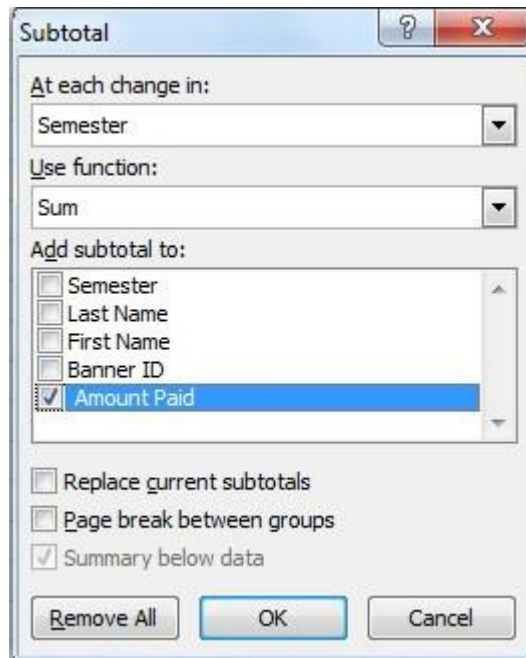 Subtotal
?
At each change in:
Semester
Use function:
Sum
Add subtotal to:
Semester
Last Name
First Name
Banner ID
Amount Paid
Replace current subtotals
Page break between groups
Summary below data
Remove All OK Cancel